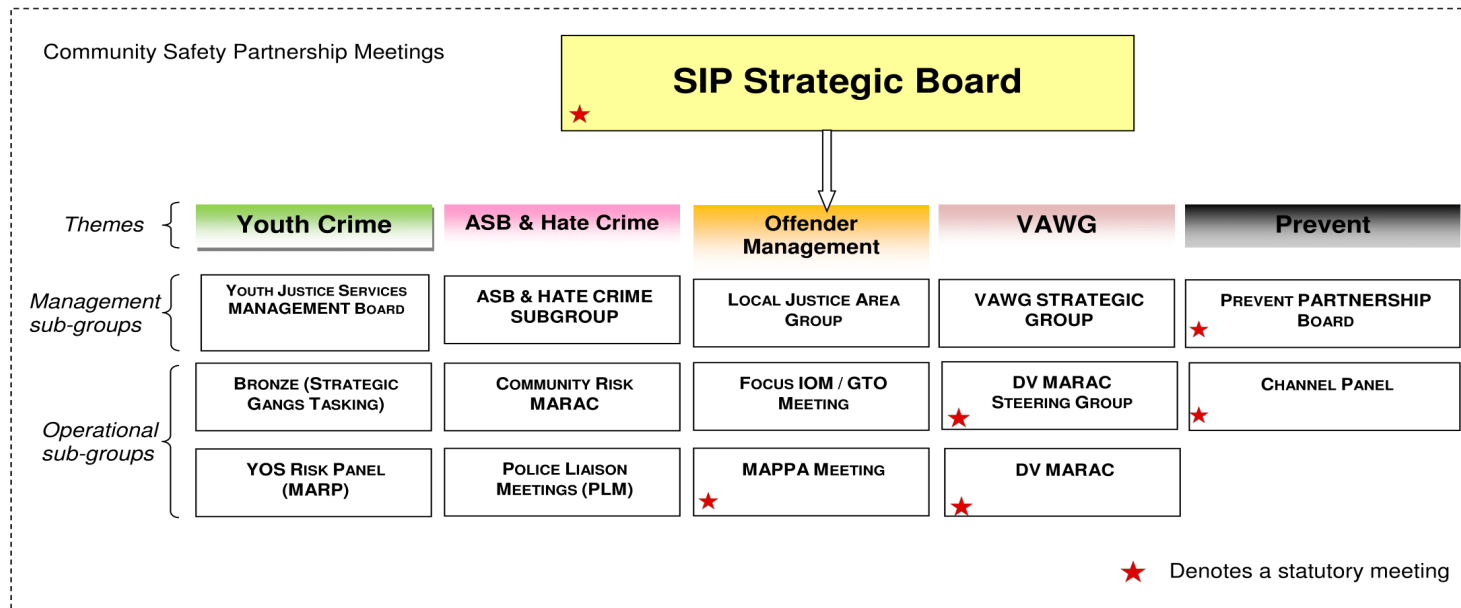 Community Safety Partnership Meetings
SIP Strategic Board
Themes
Youth Crime
ASB & Hate Crime
Offender
Management
VAWG
Prevent
Management
sub-groups
YOUTH JUSTICE SERVICES
MANAGEMENT BOARD
ASB & HATE CRIME
SUBGROUP
LOCAL JUSTICE AREA
GROUP
VAWG STRATEGIC
GROUP
PREVENT PARTNERSHIP
BOARD
Operational
sub-groups
BRONZE (STRATEGIC
GANGS TASKING)
COMMUNITY RISK
MARAC
FOCUS IOM / GTO
MEETING
DV MARAC
STEERING GROUP
CHANNEL PANEL
YOS RISK PANEL
(MARP)
POLICE LIAISON
MEETINGS (PLM)
MAPPA MEETING
DV MARAC
Denotes a statutory meeting